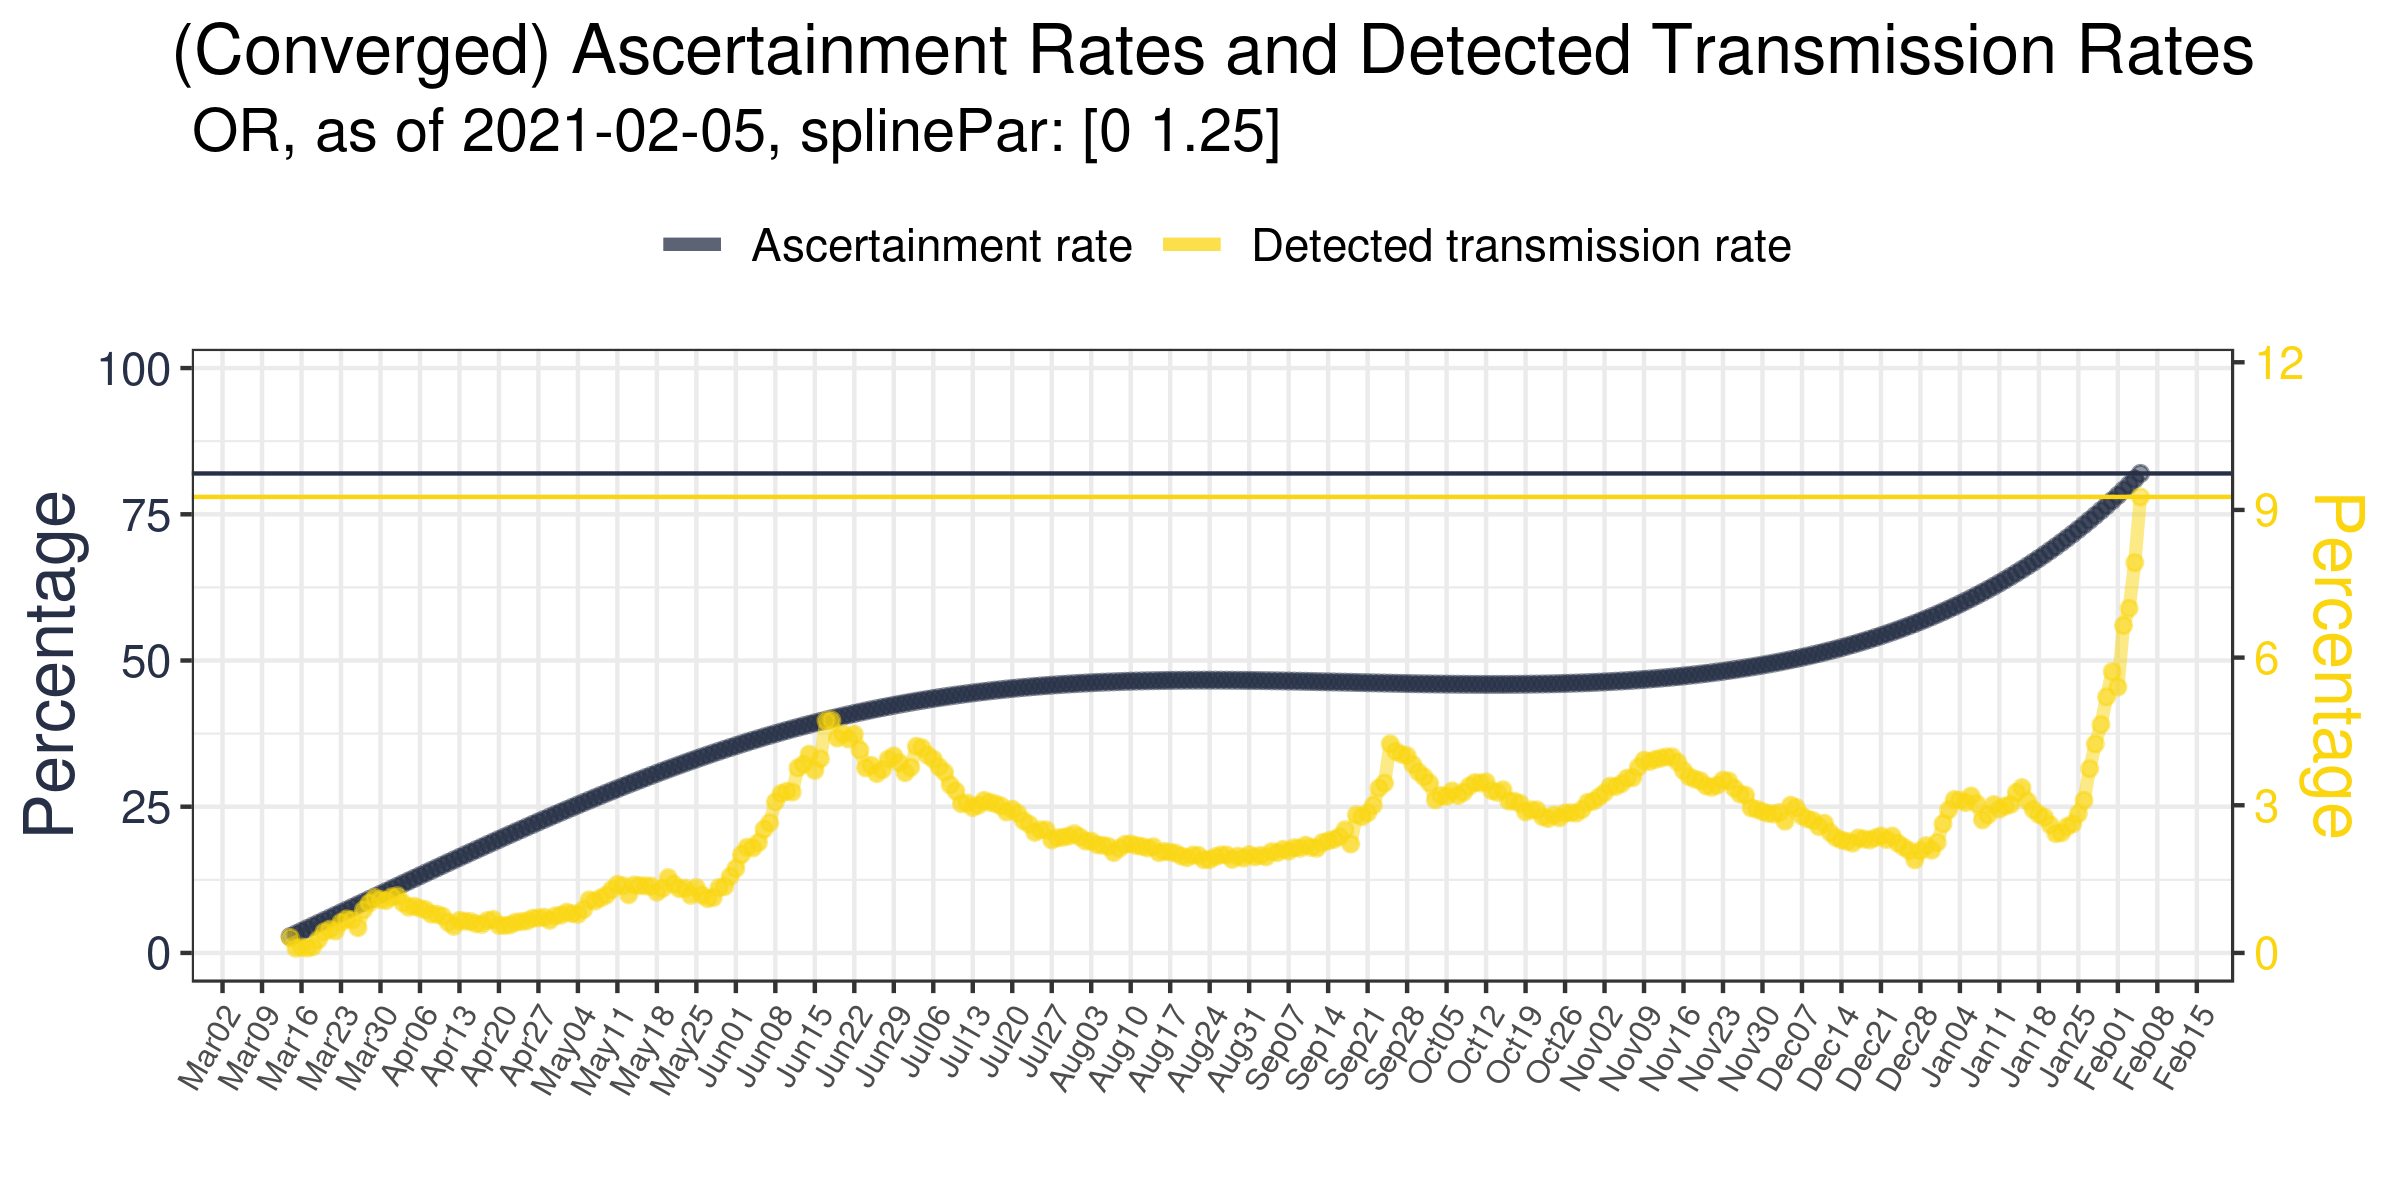 (Converged) Ascertainment Rates and Detected Transmission Rates
OR, as of 2021-02-05, splinePar: [0 1.25]
Ascertainment rate Detected transmission rate
100
75
50
25
0
Percentage
12
9
6
3
0
Percentage
Mar02
Mar09
Mar16
Mar23
Mar30
Apr06
Apr13
Apr20
Apr27
May04
May11
May18
May25
Jun01
Jun08
Jun15
Jun22
Jun29
Jul06
Jul13
Jul20
Jul27
Aug03
Aug10
Aug17
Aug24
Aug31
Sep07
Sep14
Sep21
Sep28
Oct05
Oct12
Oct19
Oct26
Nov02
Nov09
Nov16
Nov23
Nov30
Dec07
Dec14
Dec21
Dec28
Jan04
Jan11
Jan18
Jan25
Feb01
Feb08
Feb15